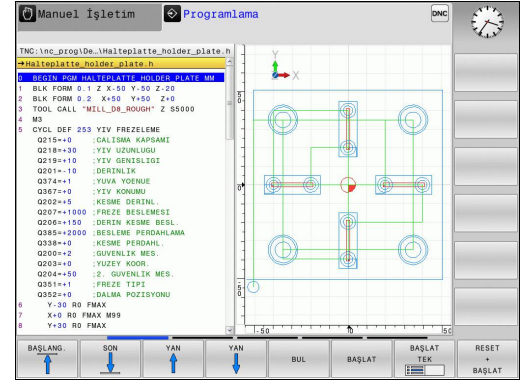 Manuel İşletim
Programlama
DNC
TNC:\nc_prog\De...\Halteplatte_holder_plate.h
→Halteplatte_holder_plate.h
0 BEGIN PGM HALTEPLATTE_HOLDER_PLATE MM
1 BLK FORM 0.1 Z X-50 Y-50 Z-20
2 BLK FORM 0.2 X+50 Y+50 Z+0
3 TOOL CALL "MILL_D8_ROUGH" Z S5000
4 M3
5 CYCL DEF 253 YIV FREZELEME
Q215=+0 ;CALISMA KAPSAMI
Q218=+30 ;YIV UZUNLUGU
Q219=+10 ;YIV GENISLIGI
Q201=-10 ;DERINLIK
Q374=+1 ;YUVA YOENUE
Q367=+0 ;YIV KONUMU
Q202=+5 ;KESME DERINL.
Q207=+1000 ;FREZE BESLEMESI
Q206=+150 ;DERIN KESME BESL.
Q385=+2000 ;BESLEME PERDAHLAMA
Q338=+0 ;KESME PERDAHL.
Q200=+2 ;GUVENLIK MES.
Q203=+0 ;YUZEY KOOR.
Q204=+50 ;2. GUVENLIK MES.
Q351=+1 ;FREZE TIPI
Q352=+0 ;DALMA POZISYONU
6 Y-30 R0 FMAX
7 X+0 R0 FMAX M99
8 Y+30 R0 FMAX
Y
X
50
0
-50
-50
0
50
BAŞLANG.
SON
YAN
YAN
BUL
BAŞLAT
BAŞLAT
TEK
RESET
+
BAŞLAT